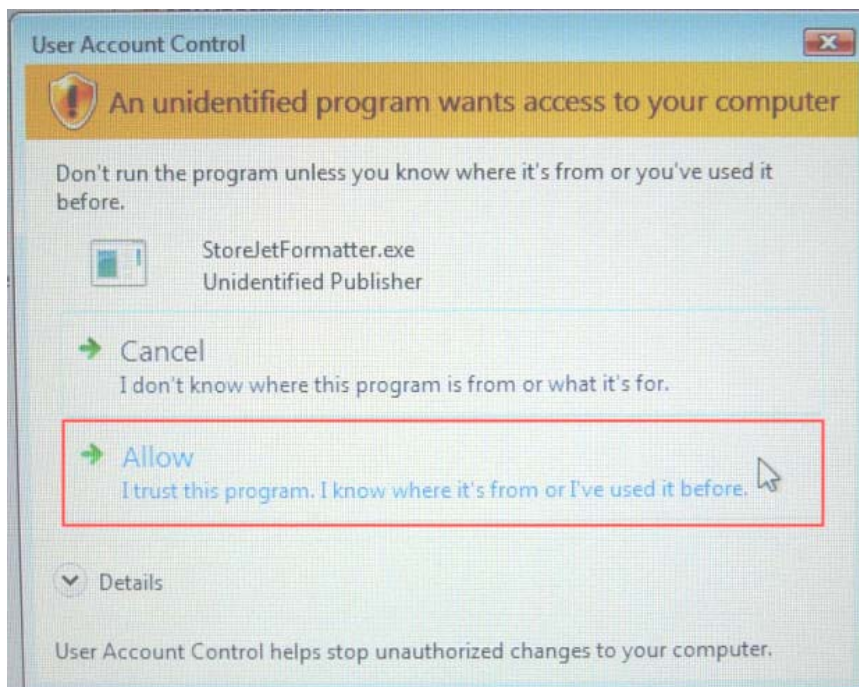 User Account Control
An unidentified program wants access to your computer
Don't run the program unless you know where it's from or you've used it
before.
StoreJetFormatter.exe
Unidentified Publisher
Cancel
I don't know where this program is from or what it's for.
Allow
I trust this program. I know where it's from or I've used it before.
Details
User Account Control helps stop unauthorized changes to your computer.